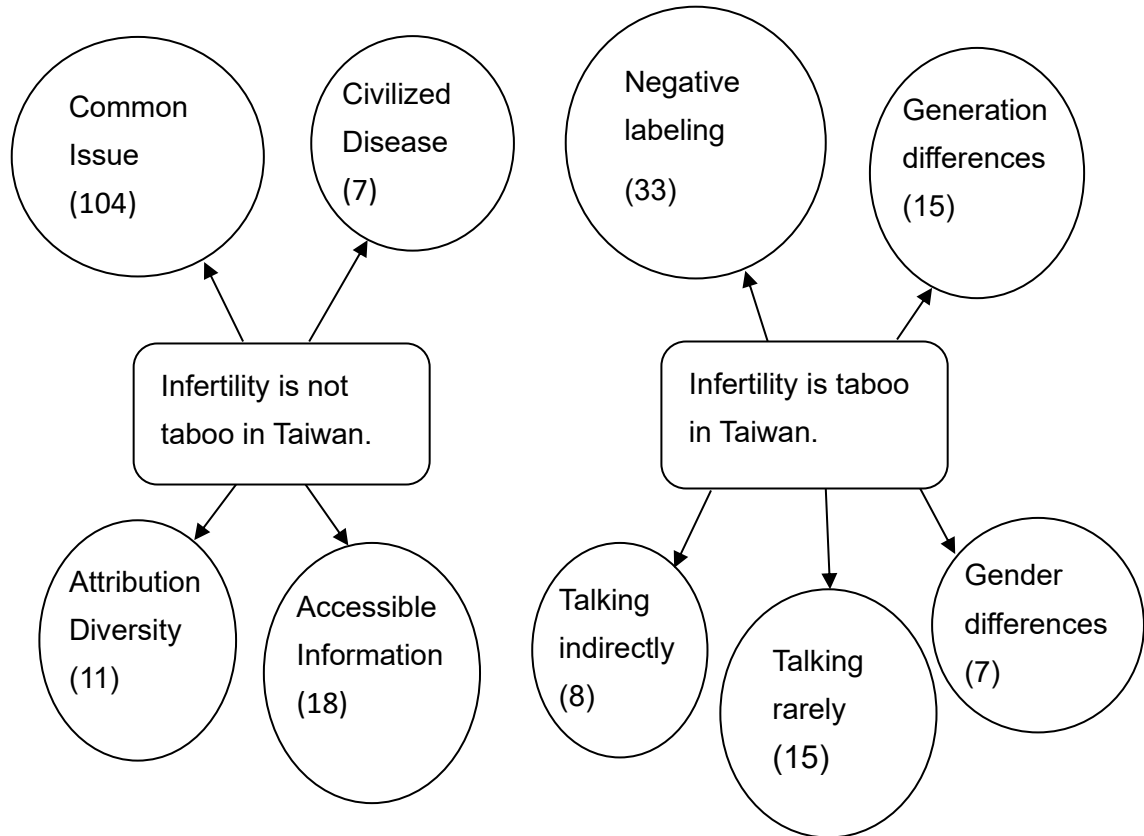 Common
Issue
(104)
Civilized
Disease
(7)
Negative
labeling
(33)
Generation
differences
(15)
Infertility is not
taboo in Taiwan.
Infertility is taboo
in Taiwan.
Attribution
Diversity
(11)
Accessible
Information
(18)
Talking
indirectly
(8)
Talking
rarely
(15)
Gender
differences
(7)